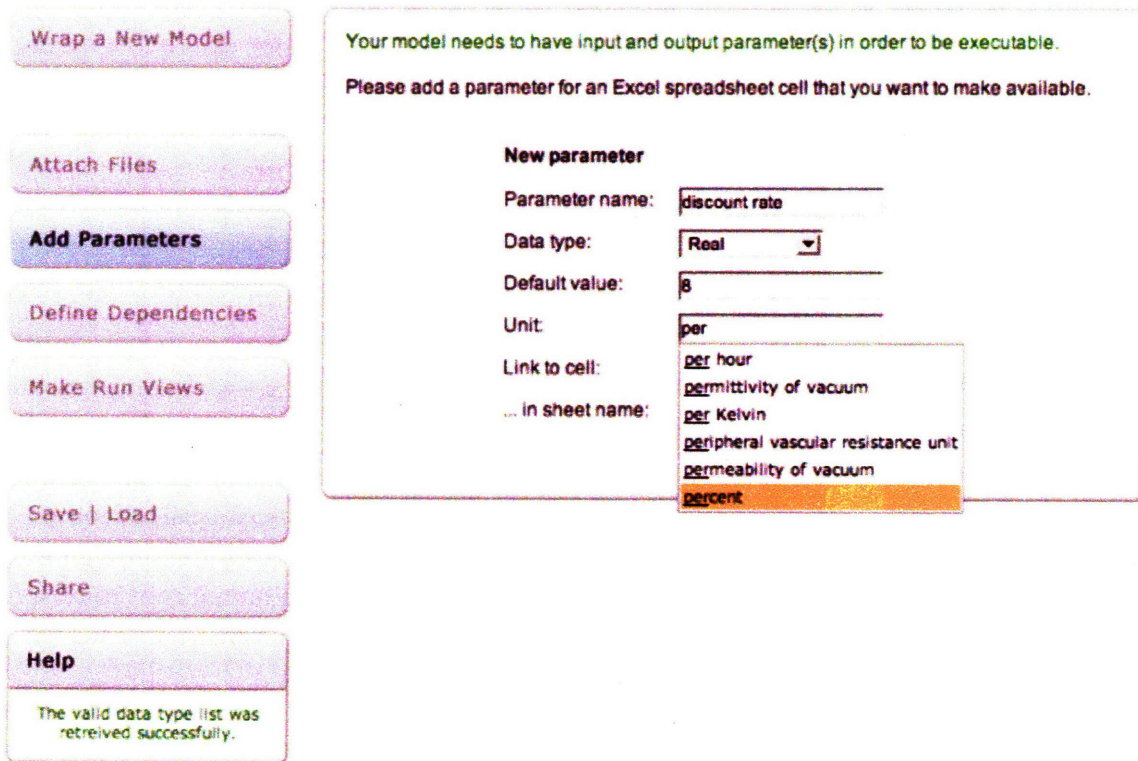 Wrap a New Model
Attach Files
Add Parameters
Define Dependencies
Make Run Views
Save | Load
Share
Help
The valid data type list was
retreived successfully.
Your model needs to have input and output parameter(s) in order to be executable.
Please add a parameter for an Excel spreadsheet cell that you want to make available.
New parameter
Parameter name: discount rate
Data type: Real
Default value: 8
Unit: per
per hour
permittivity of vacuum
per Kelvin
peripheral vascular resistance unit
permeability of vacuum
percent
Link to cell:
... in sheet name: